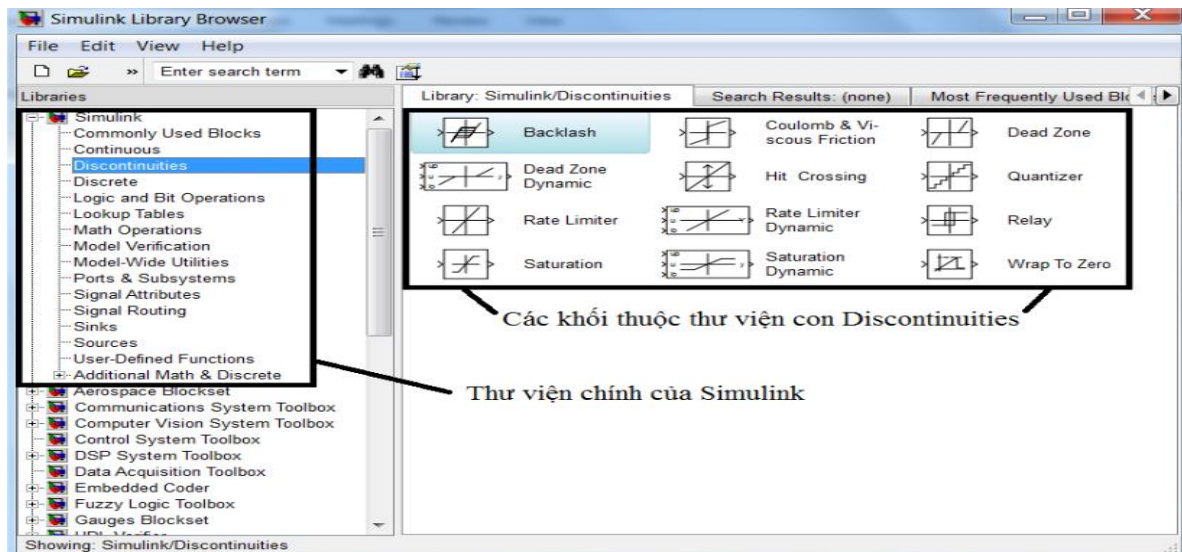 Simulink Library Browser
File Edit View Help
» Enter search term
Libraries
Library: Simulink/Discontinuities Search Results: (none) Most Frequently Used
Simulink
Commonly Used Blocks
Continuous
Discontinuities
Discrete
Logic and Bit Operations
Lookup Tables
Math Operations
Model Verification
Model-Wide Utilities
Ports & Subsystems
Signal Attributes
Signal Routing
Sinks
Sources
User-Defined Functions
Additional Math & Discrete
Aerospace Blockset
Communications System Toolbox
Computer Vision System Toolbox
Control System Toolbox
DSP System Toolbox
Data Acquisition Toolbox
Embedded Coder
Fuzzy Logic Toolbox
Gauges Blockset
Backlash
Coulomb & Vi-
scous Friction
Dead Zone
Dead Zone
Dynamic
Hit Crossing
Quantizer
Rate Limiter
Rate Limiter
Dynamic
Relay
Saturation
Saturation
Dynamic
Wrap To Zero
Các khối thuộc thư viện con Discontinuities
Thư viện chính của Simulink
Showing: Simulink/Discontinuities